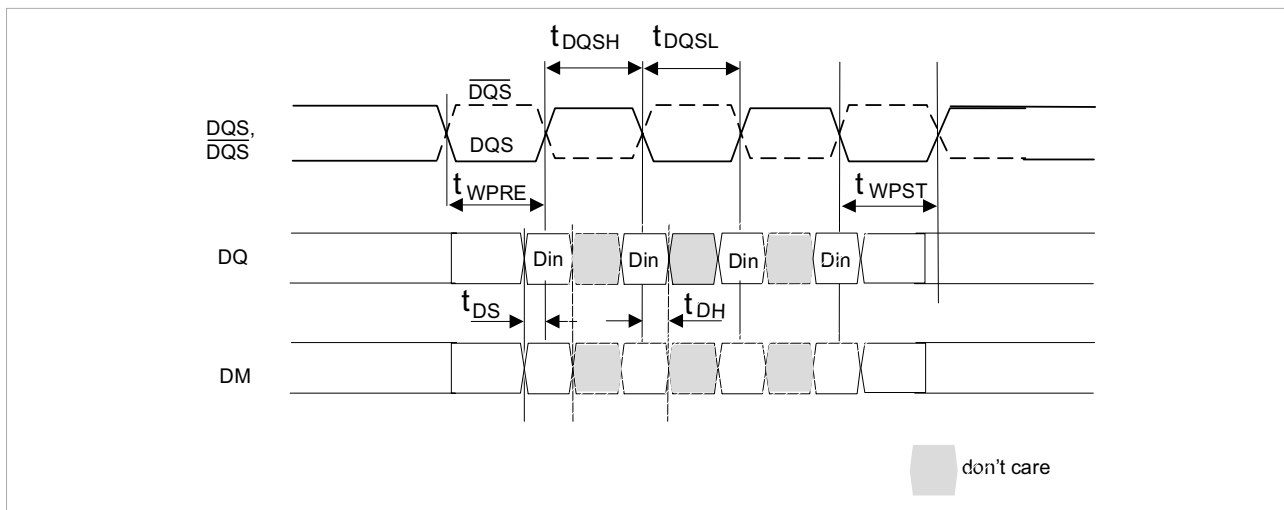 tDQSH tDQSL
DQS
DQS,
DQS
DQS
tWPRE
tWPST
DQ
Din Din Din Din
tDS
tDH
DM
don't care